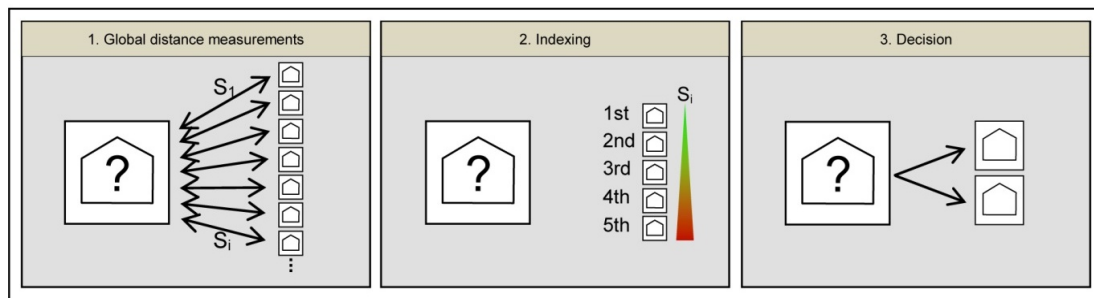 1. Global distance measurements
S1
?
Si
...
2. Indexing
?
Si
1st
2nd
3rd
4th
5th
3. Decision
?